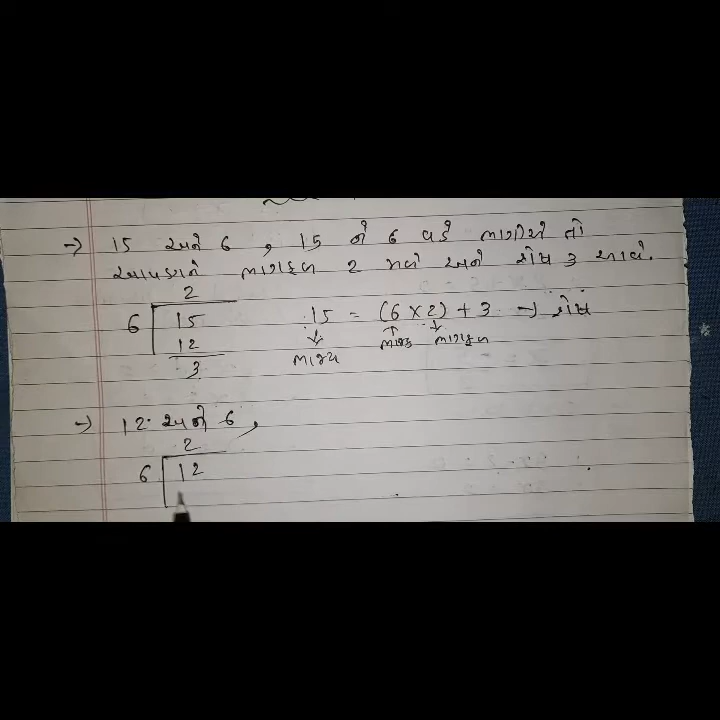 → 15 અને 6 , 15 ને 6 વડે ભાગીએ તો
આપણને ભાગફળ 2 મળે અને શેષ 3 આવે.
2
6 15 15 = (6 × 2) + 3 → શેષ
12 ભાજ્ય ભાજક ભાગફળ
3
→ 12 અને 6 ,
2
6 12